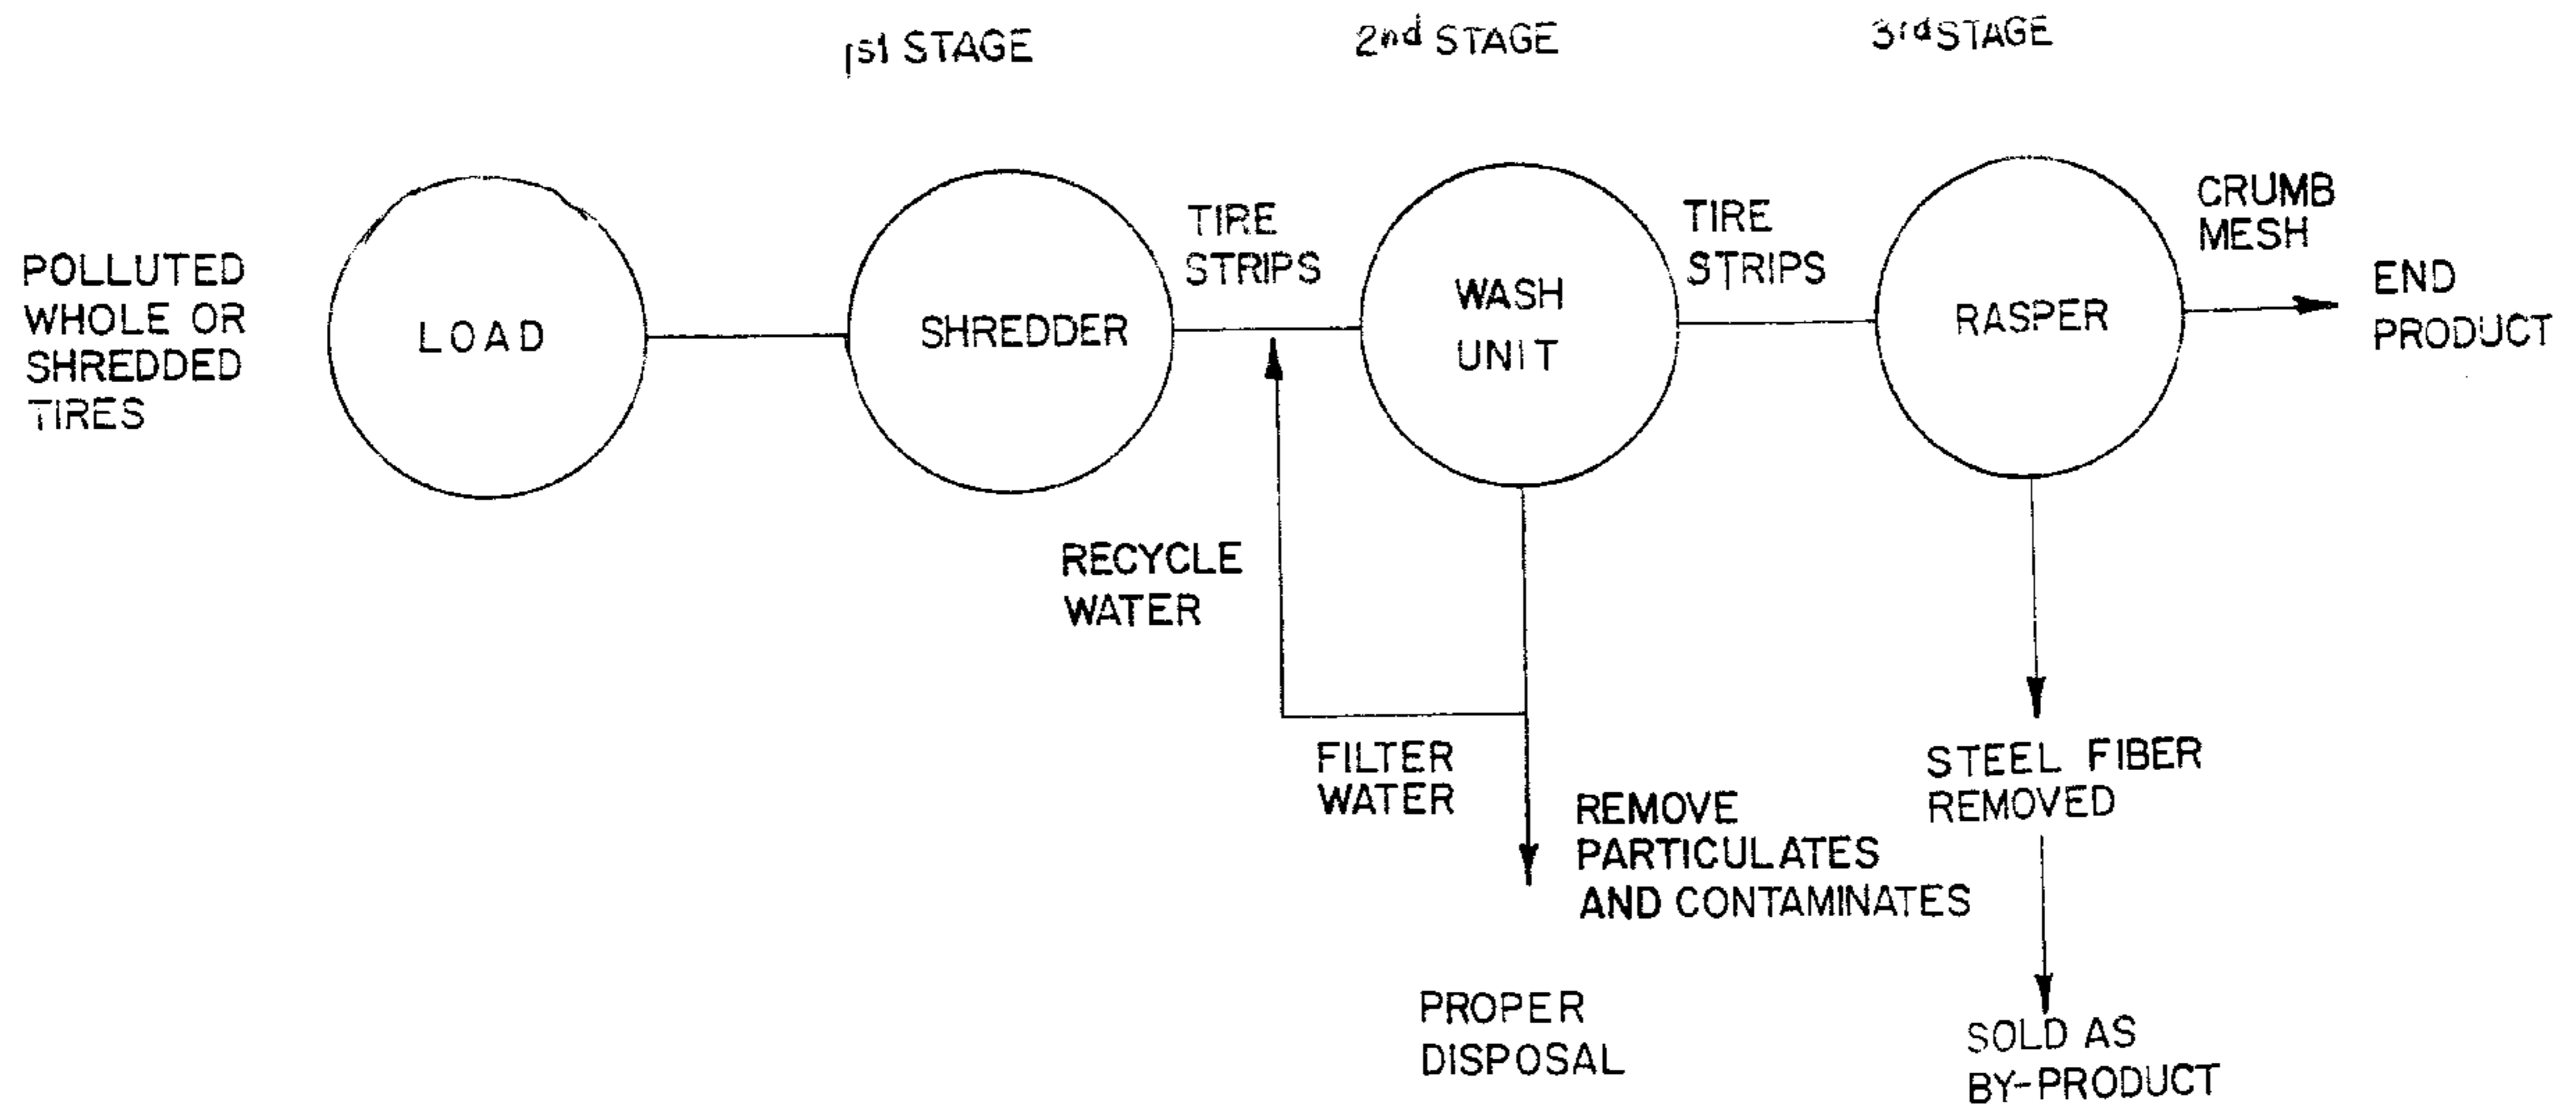 1st STAGE
2nd STAGE
3rd STAGE
POLLUTED
WHOLE OR
SHREDDED
TIRES
LOAD
SHREDDER
TIRE
STRIPS
WASH
UNIT
TIRE
STRIPS
RASPER
CRUMB
MESH
END
PRODUCT
RECYCLE
WATER
FILTER
WATER
REMOVE
PARTICULATES
AND CONTAMINATES
PROPER
DISPOSAL
STEEL FIBER
REMOVED
SOLD AS
BY-PRODUCT